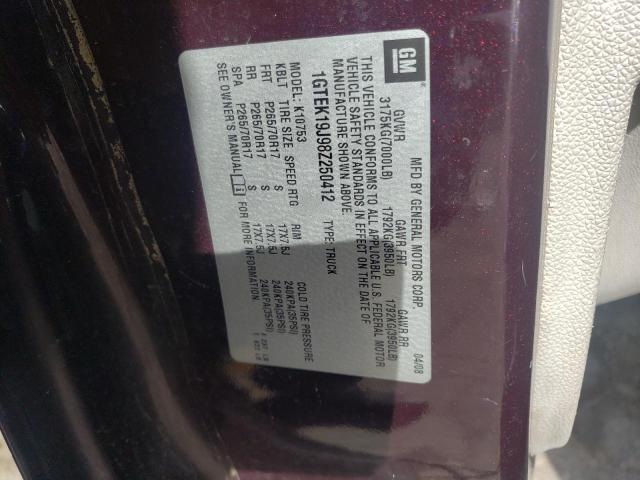 GM
MFD BY GENERAL MOTORS CORP. 04/08
GVWR GAWR FRT GAWR RR
3175KG(7000LB) 1792KG(3950LB) 1792KG(3950LB)
THIS VEHICLE CONFORMS TO ALL APPLICABLE U.S. FEDERAL MOTOR
VEHICLE SAFETY STANDARDS IN EFFECT ON THE DATE OF
MANUFACTURE SHOWN ABOVE.
1GTEK19J98Z250412 TYPE: TRUCK
MODEL: K10753
KBLT TIRE SIZE SPEED RTG RIM COLD TIRE PRESSURE
FRT P265/70R17 S 17X7.5J 240KPA(35PSI)
RR P265/70R17 S 17X7.5J 240KPA(35PSI)
SPA P265/70R17 S 17X7.5J 240KPA(35PSI)
SEE OWNER'S MANUAL FOR MORE INFORMATION.